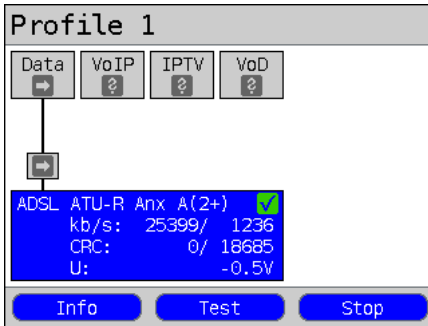 Profile 1
Data VoIP IPTV VoD
ADSL ATU-R Anx A(2+)
kb/s: 25399/ 1236
CRC: 0/ 18685
U: -0.5V
Info Test Stop